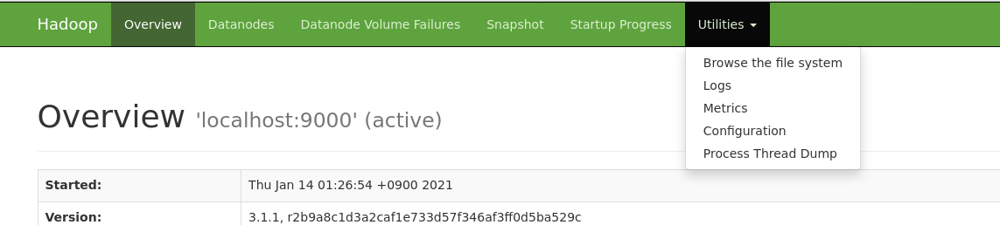 Hadoop Overview Datanodes Datanode Volume Failures Snapshot Startup Progress Utilities
Browse the file system
Logs
Metrics
Configuration
Process Thread Dump
Overview 'localhost:9000' (active)
Started: Thu Jan 14 01:26:54 +0900 2021
Version: 3.1.1, r2b9a8c1d3a2caf1e733d57f346af3ff0d5ba529c